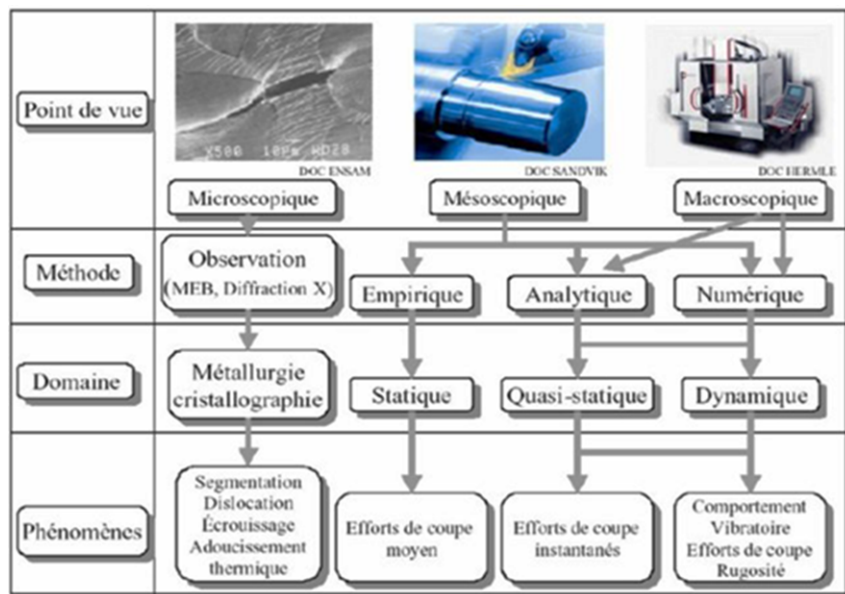 Point de vue
X500 10µm WD28
DOC ENSAM
DOC SANDVIK
DOC HERMLE
Microscopique
Mésoscopique
Macroscopique
Méthode
Observation
(MEB, Diffraction X)
Empirique
Analytique
Numérique
Domaine
Métallurgie
cristallographie
Statique
Quasi-statique
Dynamique
Phénomènes
Segmentation
Dislocation
Écrouissage
Adoucissement
thermique
Efforts de coupe
moyen
Efforts de coupe
instantanés
Comportement
Vibratoire
Efforts de coupe
Rugosité